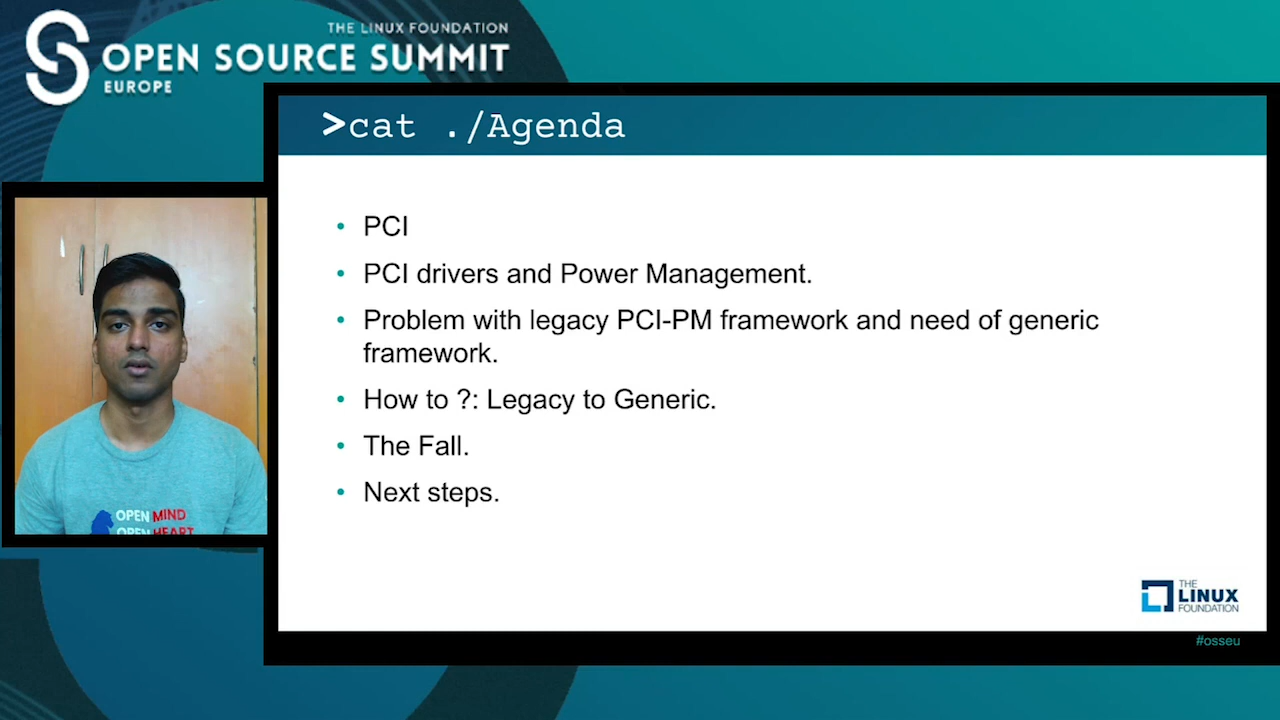 THE LINUX FOUNDATION
OPEN SOURCE SUMMIT
EUROPE
>cat ./Agenda
• PCI
• PCI drivers and Power Management.
• Problem with legacy PCI-PM framework and need of generic
framework.
• How to ?: Legacy to Generic.
• The Fall.
• Next steps.
OPEN MIND
OPEN HEART
THE
LINUX
FOUNDATION
#osseu